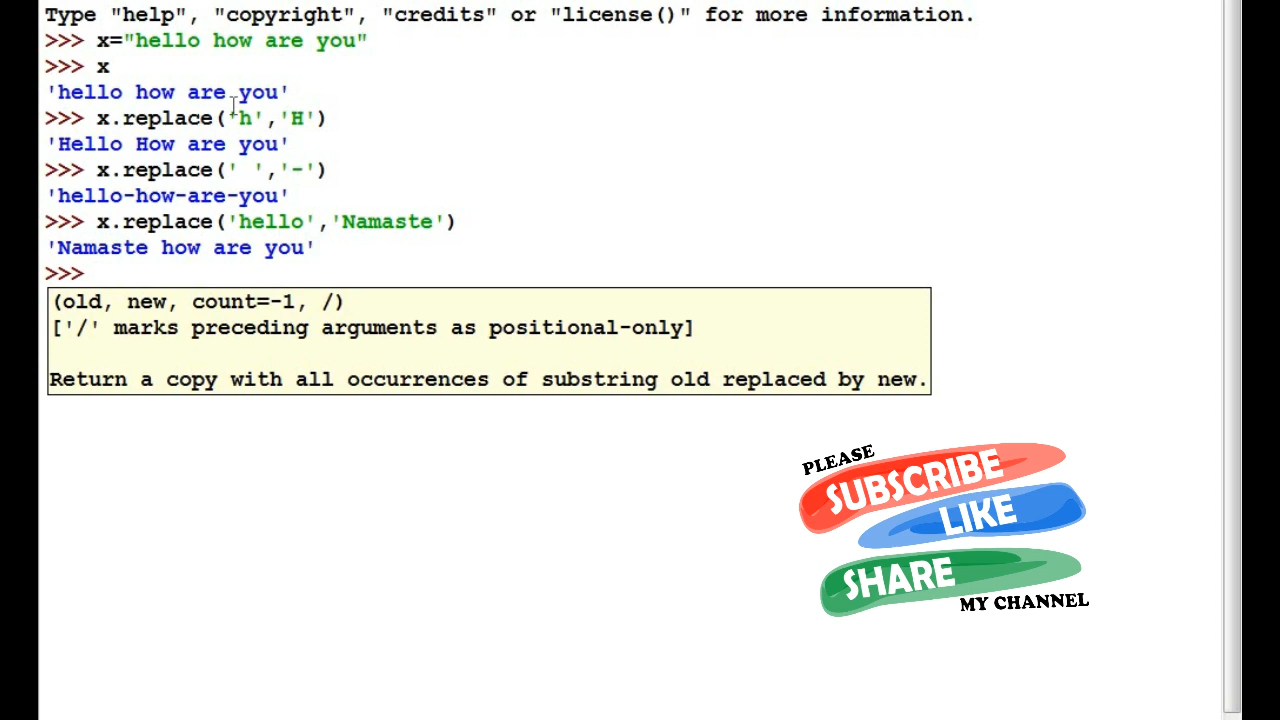 Type "help", "copyright", "credits" or "license()" for more information.
>>> x="hello how are you"
>>> x
'hello how are you'
>>> x.replace('h','H')
'Hello How are you'
>>> x.replace(' ','-')
'hello-how-are-you'
>>> x.replace('hello','Namaste')
'Namaste how are you'
>>>
(old, new, count=-1, /)
['/' marks preceding arguments as positional-only]
Return a copy with all occurrences of substring old replaced by new.
PLEASE
SUBSCRIBE
LIKE
SHARE
MY CHANNEL